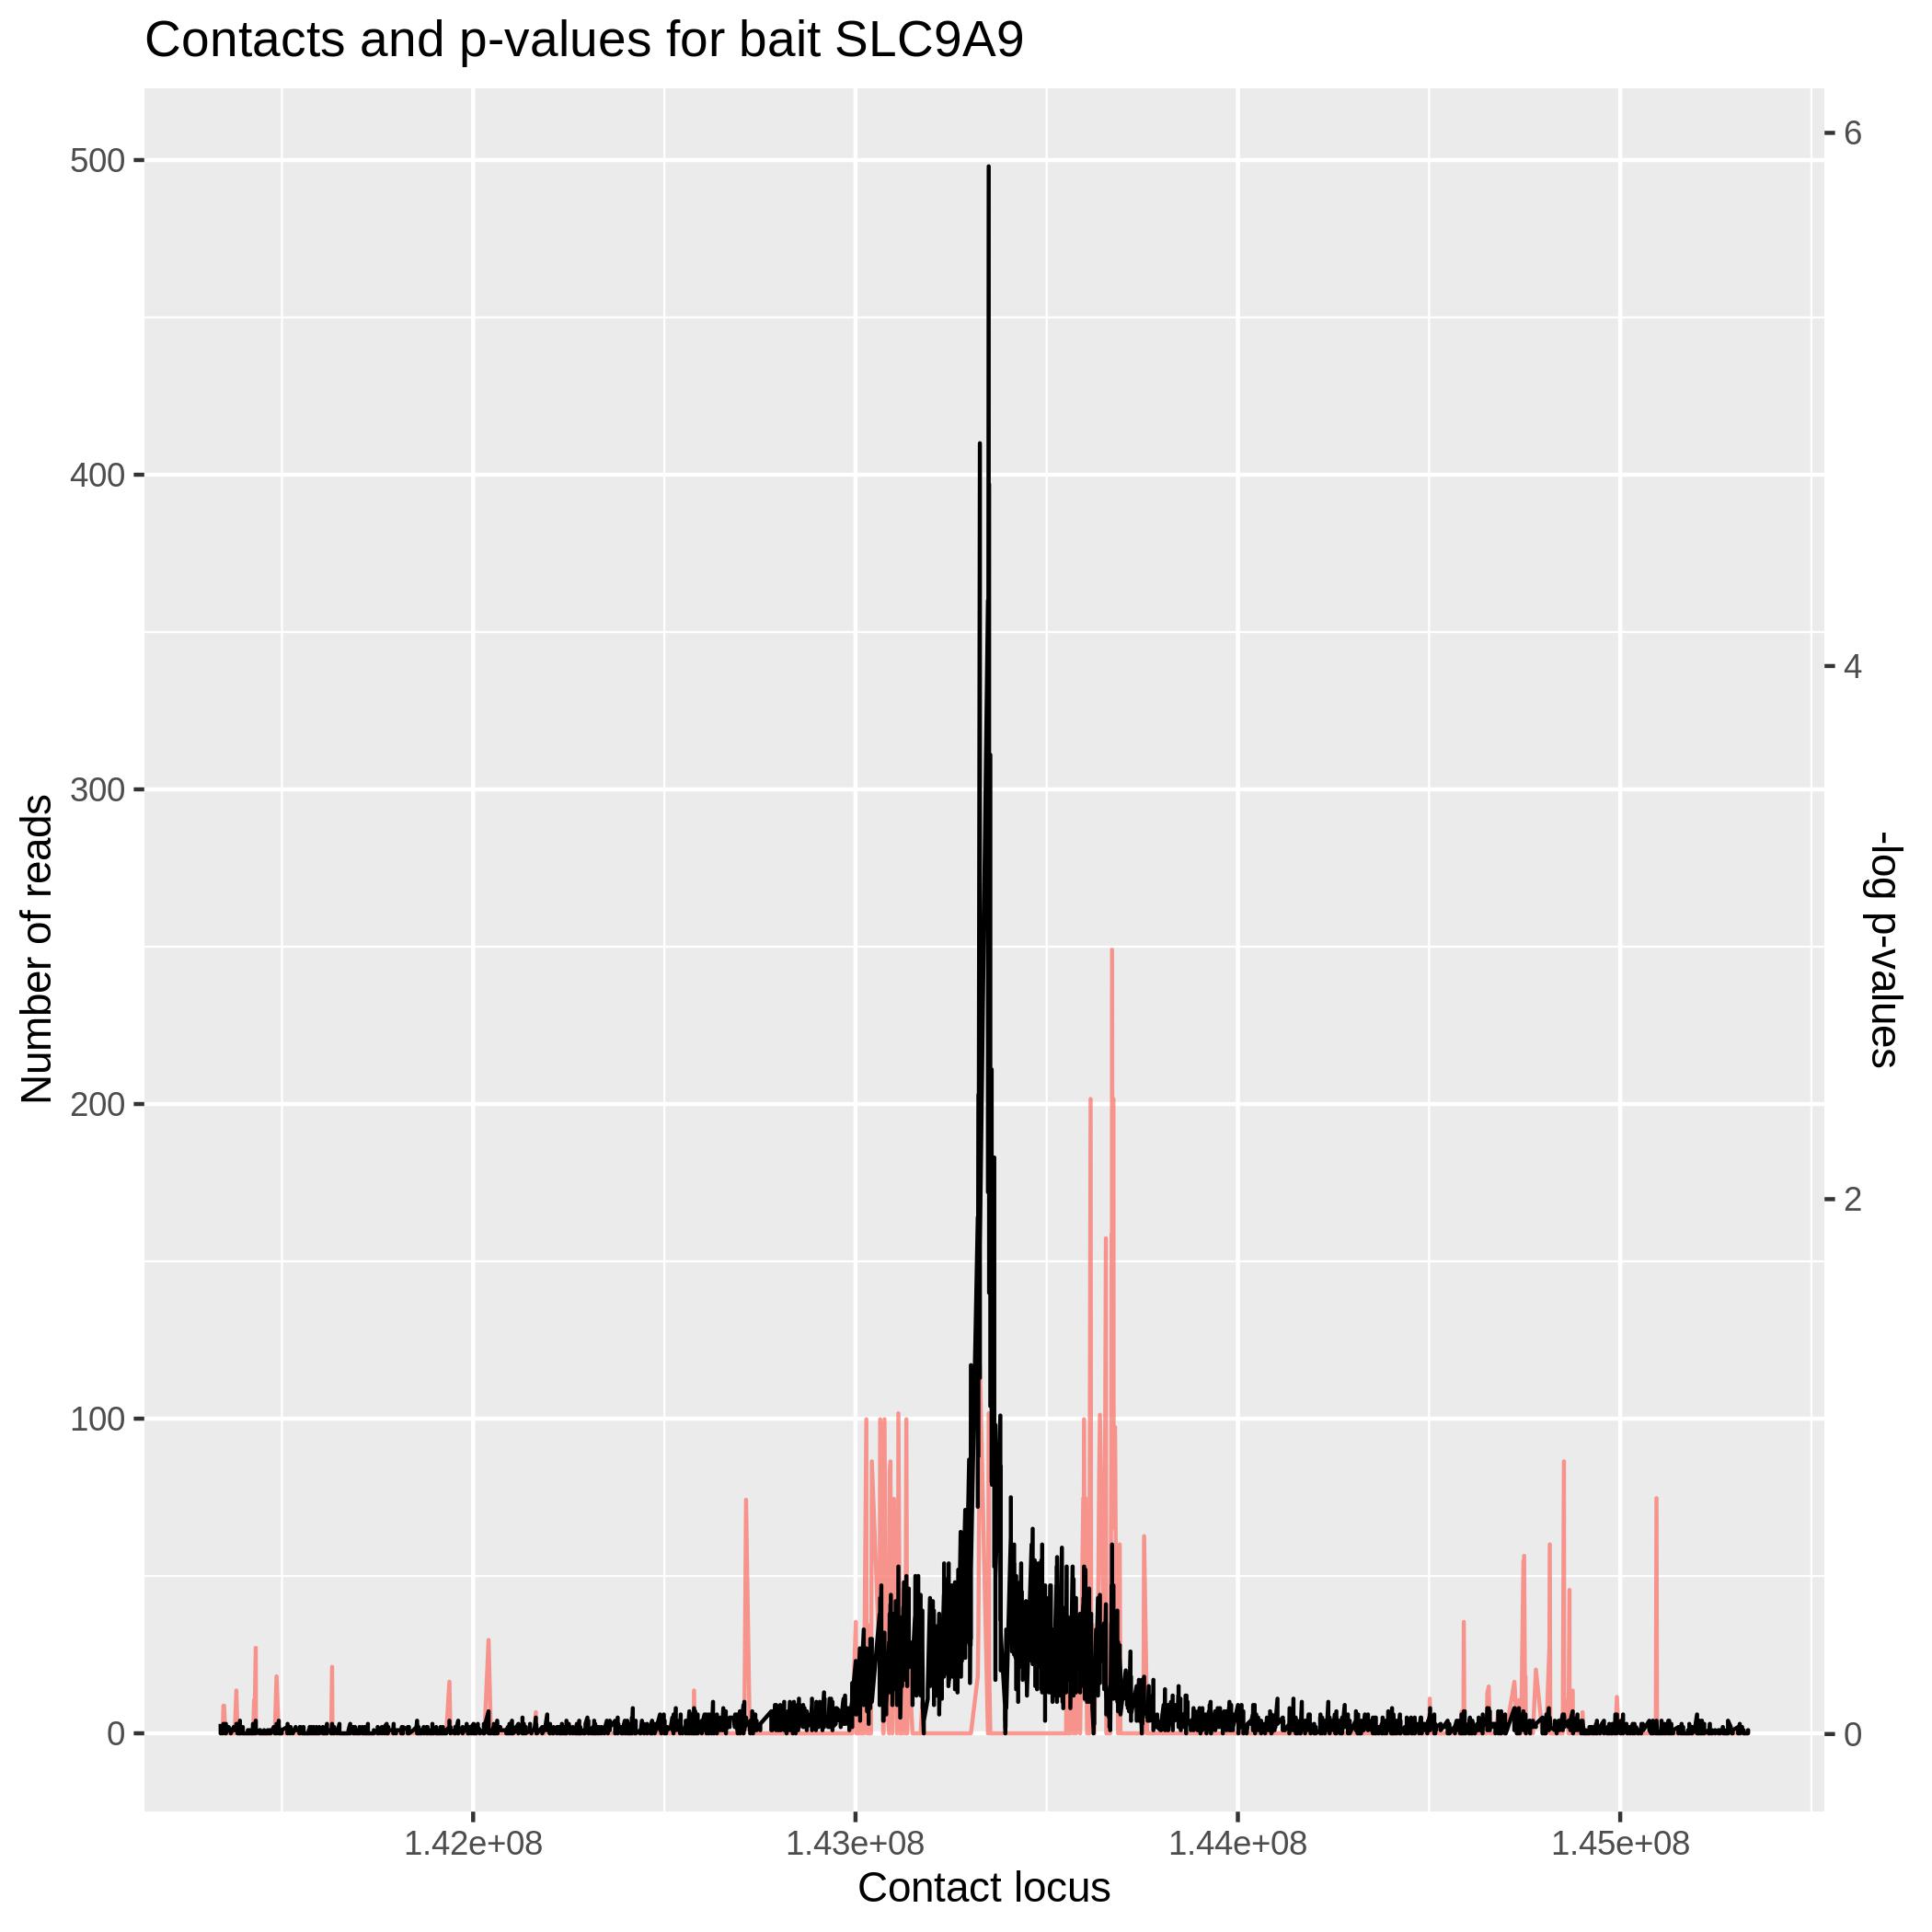 Contacts and p-values for bait SLC9A9
Number of reads
500
400
300
200
100
0
6
4
2
0
-log p-values
1.42e+08 1.43e+08 1.44e+08 1.45e+08
Contact locus